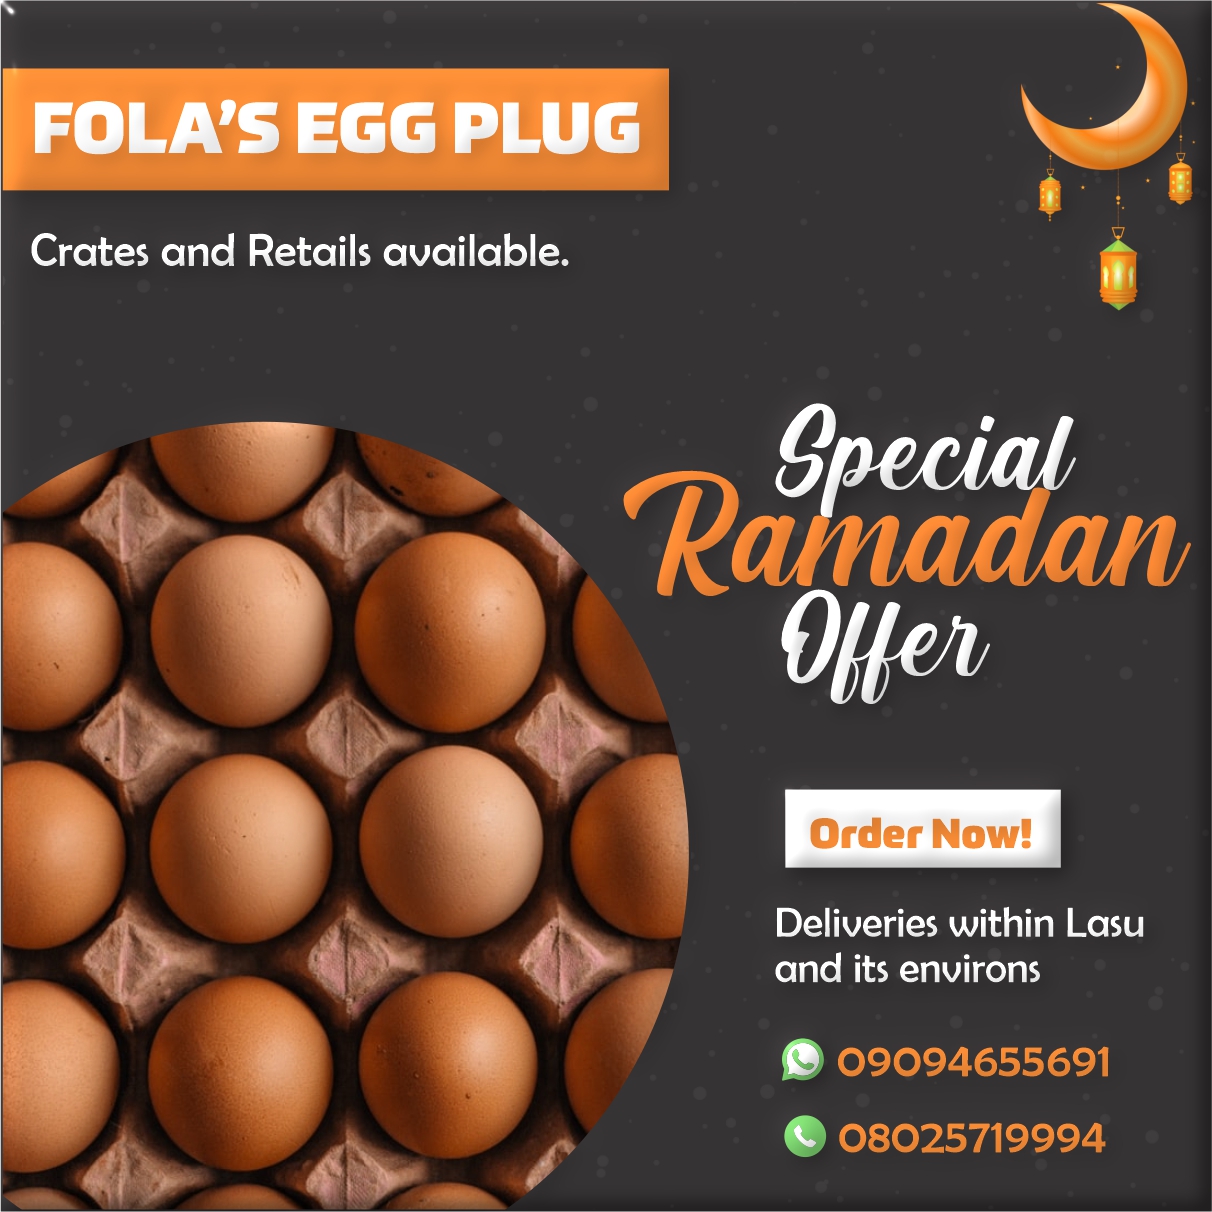 FOLA'S EGG PLUG
Crates and Retails available.
Special
Ramadan
Offer
Order Now!
Deliveries within Lasu
and its environs
09094655691
08025719994